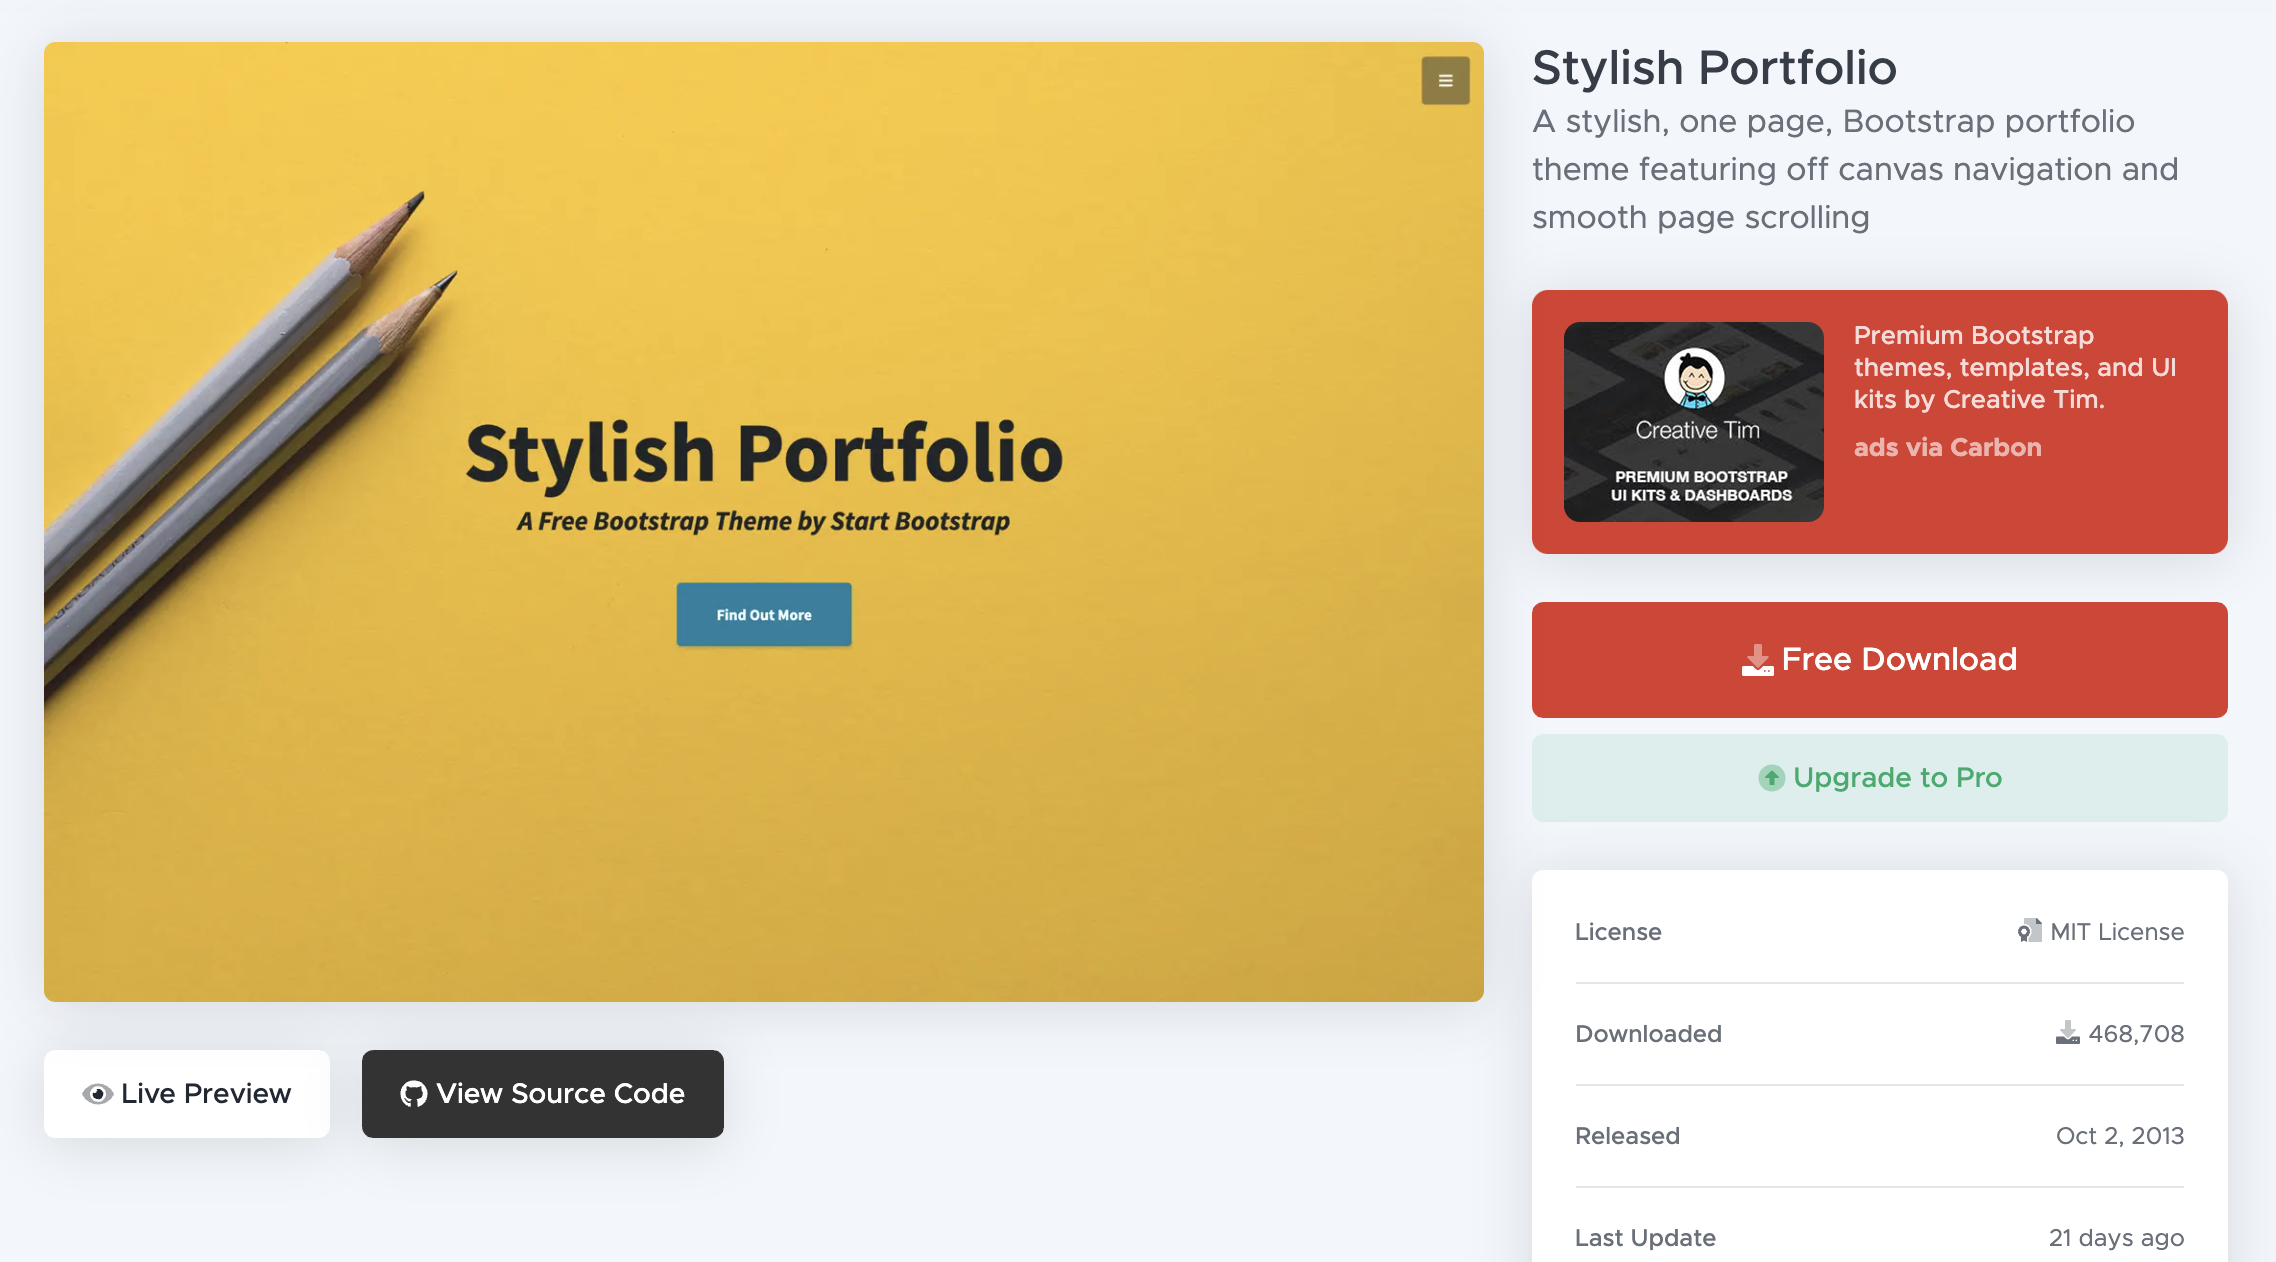 Stylish Portfolio
A Free Bootstrap Theme by Start Bootstrap
Find Out More
Live Preview
View Source Code
Stylish Portfolio
A stylish, one page, Bootstrap portfolio
theme featuring off canvas navigation and
smooth page scrolling
Creative Tim
PREMIUM BOOTSTRAP
UI KITS & DASHBOARDS
Premium Bootstrap
themes, templates, and UI
kits by Creative Tim.
ads via Carbon
Free Download
Upgrade to Pro
License MIT License
Downloaded 468,708
Released Oct 2, 2013
Last Update 21 days ago